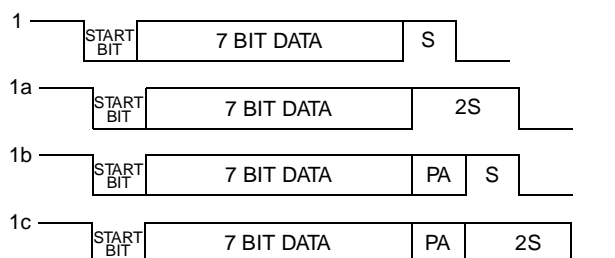 1 START BIT 7 BIT DATA S
1a START BIT 7 BIT DATA 2S
1b START BIT 7 BIT DATA PA S
1c START BIT 7 BIT DATA PA 2S